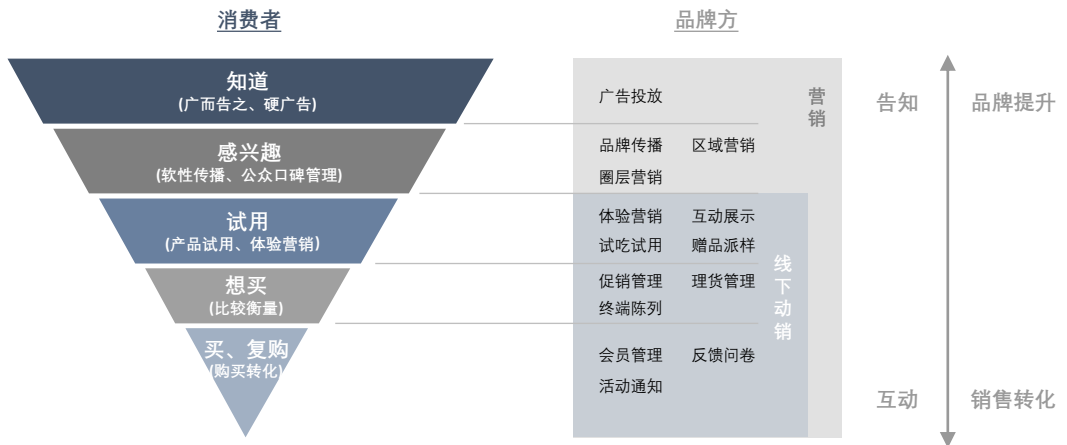 消费者
品牌方
知道
(广而告之、硬广告)
感兴趣
(软性传播、公众口碑管理)
试用
(产品试用、体验营销)
想买
(比较衡量)
买、复购
(购买转化)
广告投放
品牌传播 区域营销
圈层营销
体验营销 互动展示
试吃试用 赠品派样
促销管理 理货管理
终端陈列
会员管理 反馈问卷
活动通知
营销
线下动销
告知 品牌提升
互动 销售转化